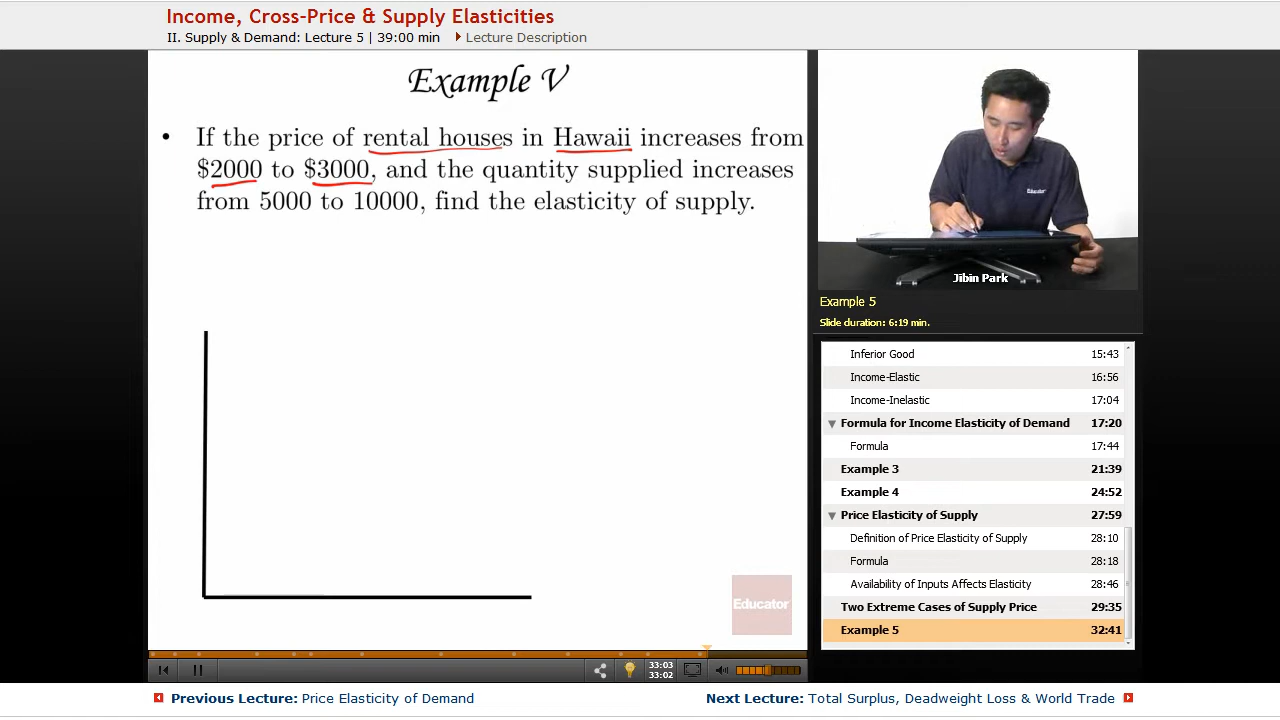 Income, Cross-Price & Supply Elasticities
II. Supply & Demand: Lecture 5 | 39:00 min
Lecture Description
Example V
• If the price of rental houses in Hawaii increases from
$2000 to $3000, and the quantity supplied increases
from 5000 to 10000, find the elasticity of supply.
Educator
Educator
Jibin Park
Example 5
Slide duration: 6:19 min.
Inferior Good 15:43
Income-Elastic 16:56
Income-Inelastic 17:04
Formula for Income Elasticity of Demand 17:20
Formula 17:44
Example 3 21:39
Example 4 24:52
Price Elasticity of Supply 27:59
Definition of Price Elasticity of Supply 28:10
Formula 28:18
Availability of Inputs Affects Elasticity 28:46
Two Extreme Cases of Supply Price 29:35
Example 5 32:41
33:03
33:02
Previous Lecture: Price Elasticity of Demand
Next Lecture: Total Surplus, Deadweight Loss & World Trade